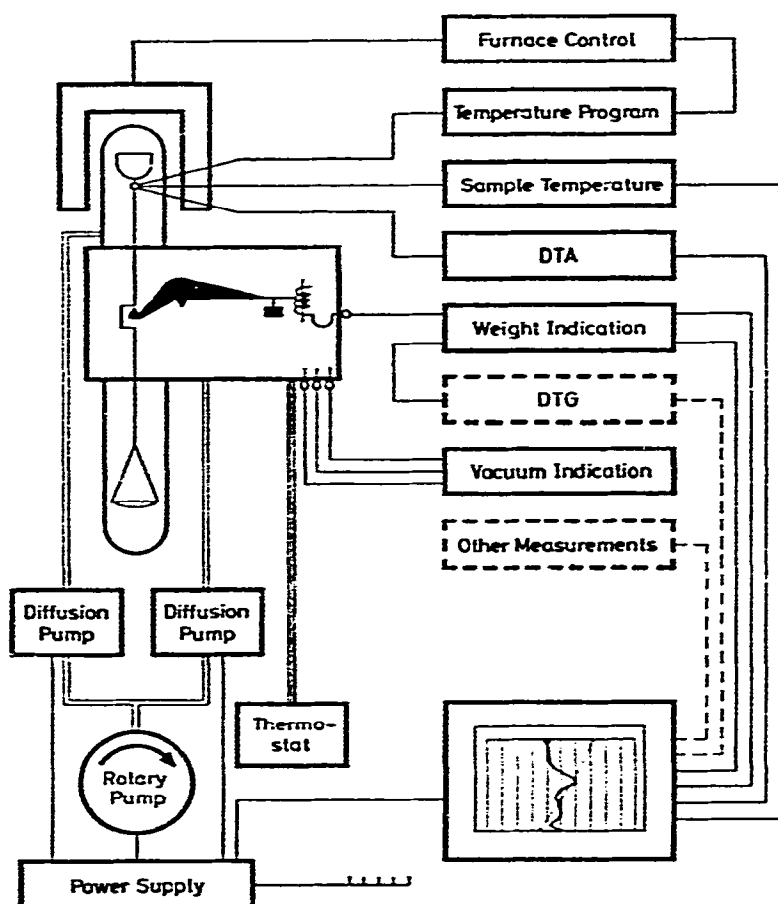 Furnace Control
Temperature Program
Sample Temperature
DTA
Weight Indication
DTG
Vacuum Indication
Other Measurements
Diffusion
Pump
Diffusion
Pump
Thermo-
stat
Rotary
Pump
Power Supply